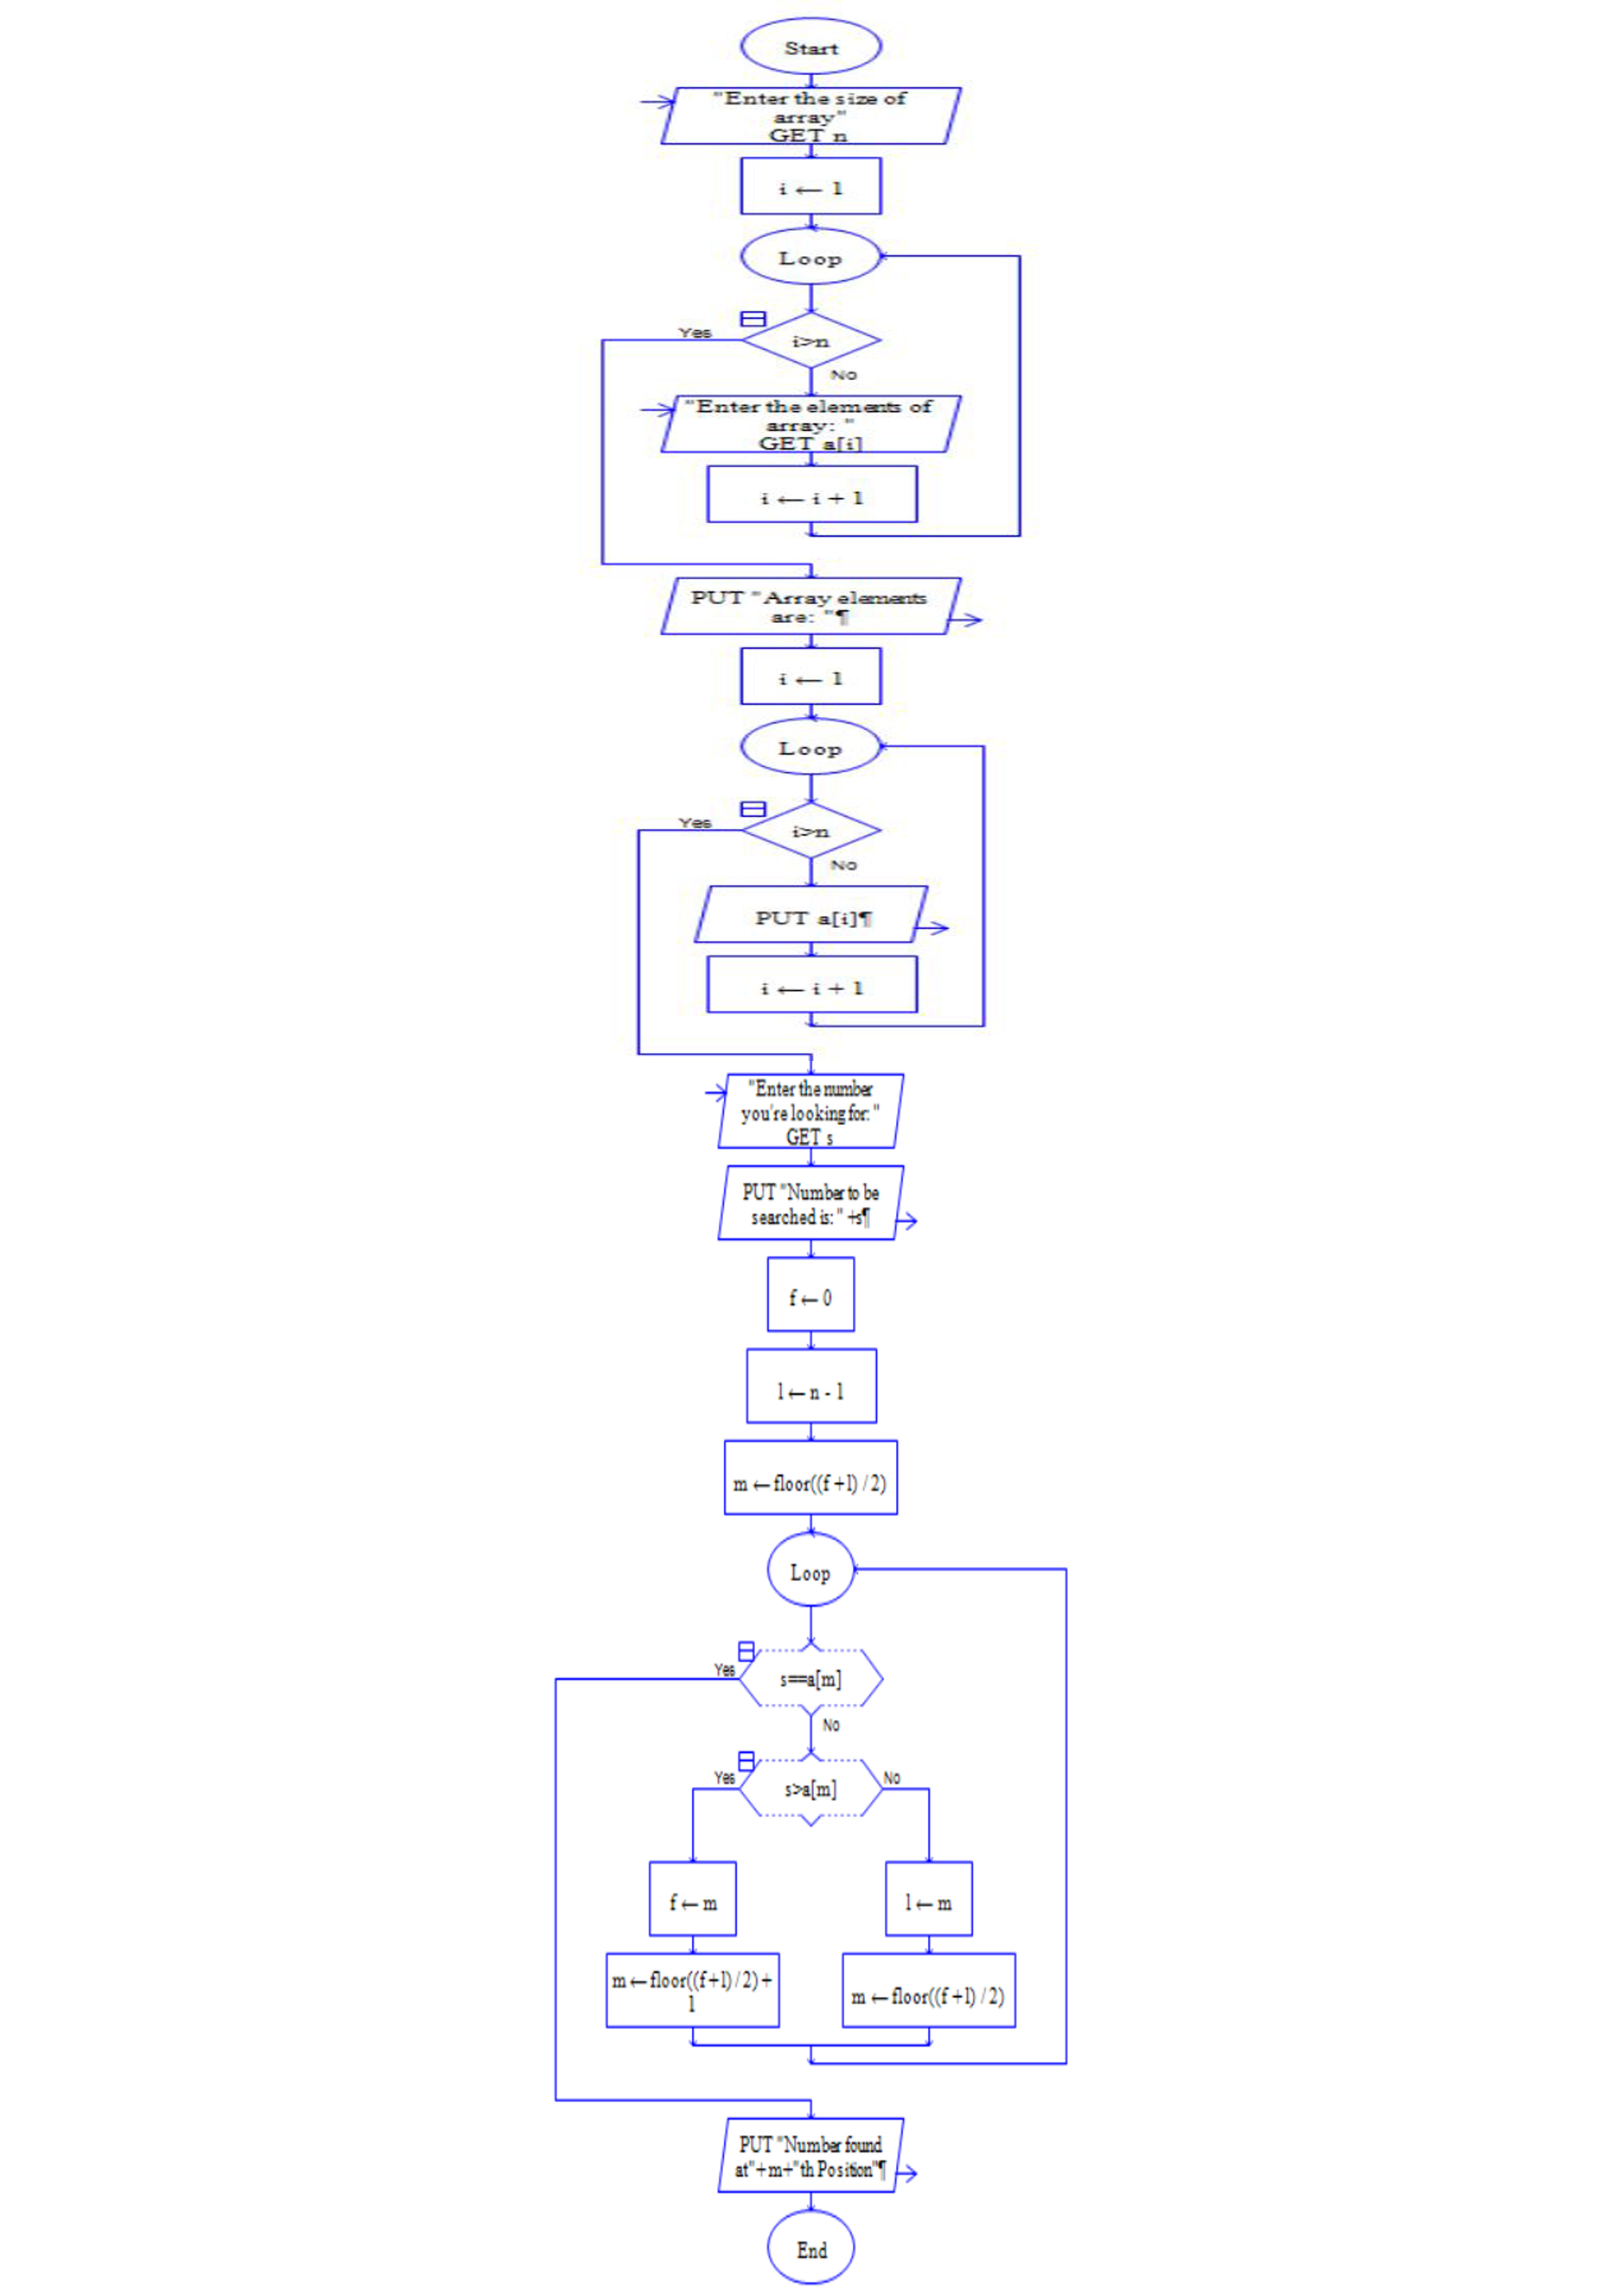 Start
"Enter the size of
array"
GET n
i ← 1
Loop
i>n
Yes
No
"Enter the elements of
array: "
GET a[i]
i ← i + 1
PUT "Array elements
are: "¶
i ← 1
Loop
i>n
Yes
No
PUT a[i]¶
i ← i + 1
"Enter the number
you're looking for: "
GET s
PUT "Number to be
searched is: " +s¶
f ← 0
l ← n - 1
m ← floor((f + l) / 2)
Loop
s==a[m]
Yes
No
s>a[m]
Yes
No
f ← m
l ← m
m ← floor((f + l) / 2) +
1
m ← floor((f + l) / 2)
PUT "Number found
at"+m+"th Position"¶
End